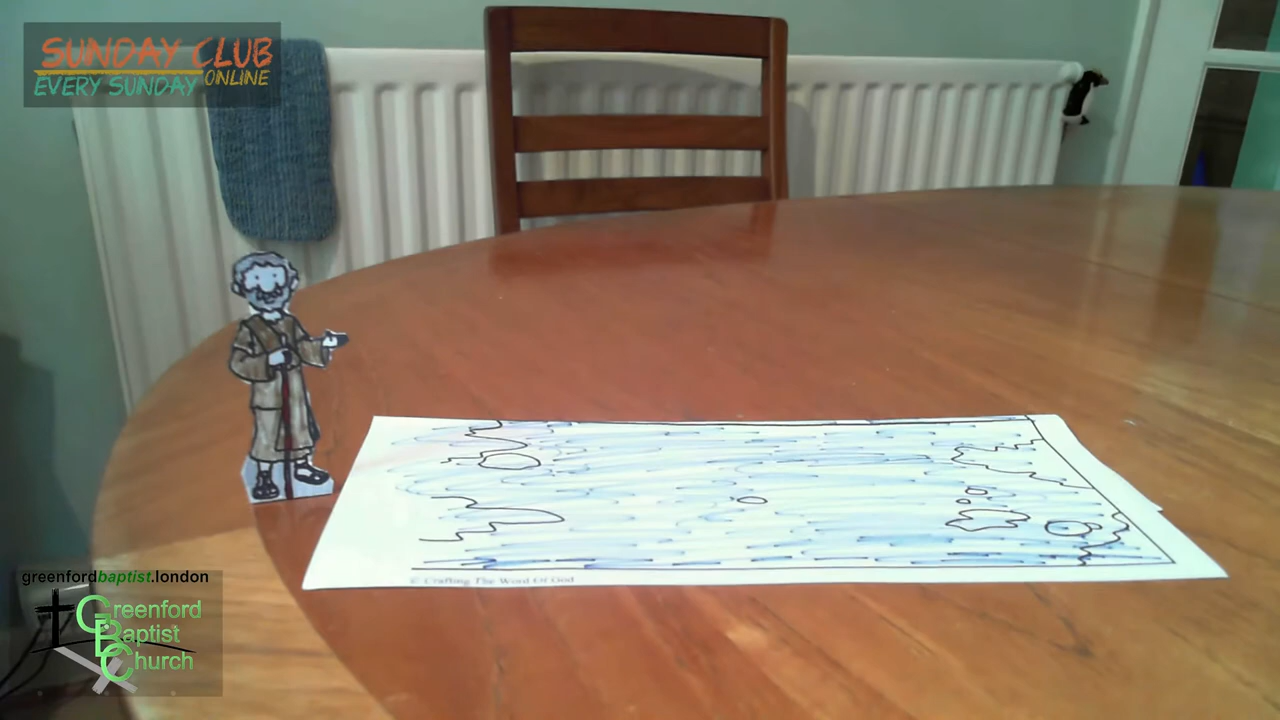 SUNDAY CLUB
EVERY SUNDAY ONLINE
© Crafting The Word Of God
greenfordbaptist.london
Greenford
Baptist
Church